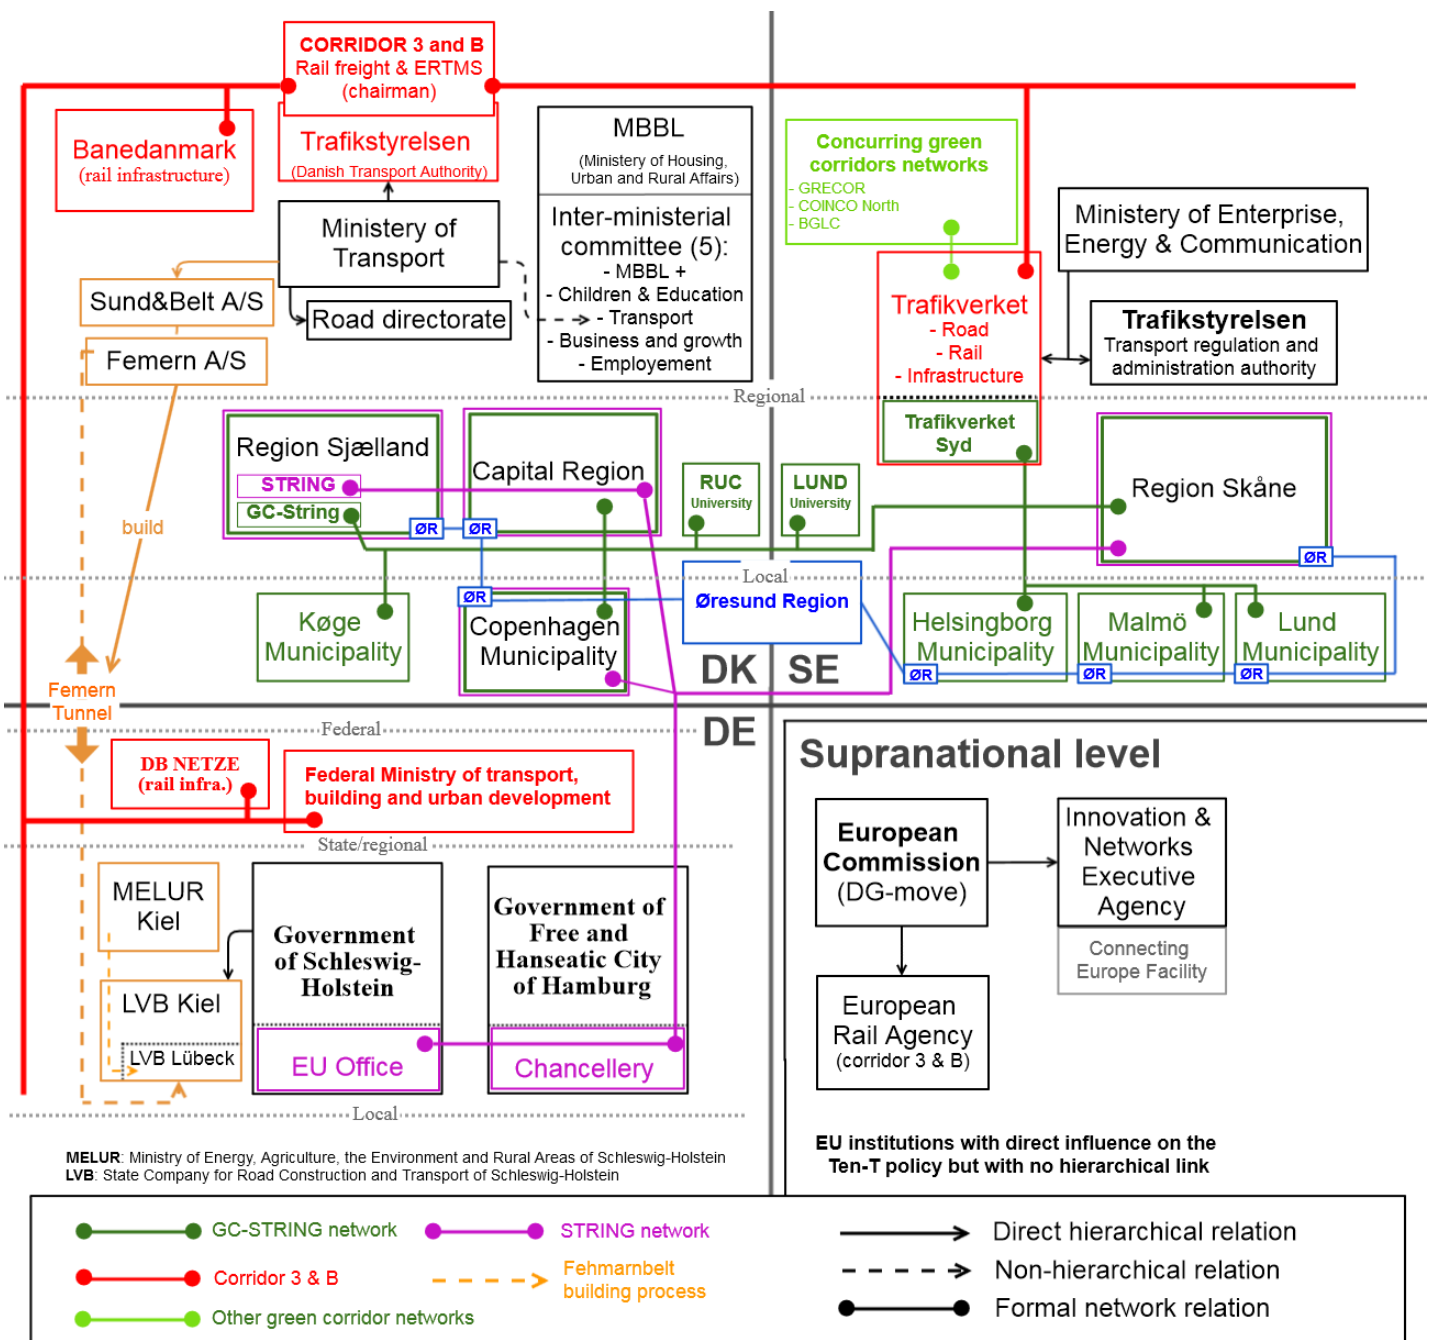 CORRIDOR 3 and B
Rail freight & ERTMS
(chairman)
Trafikstyrelsen
(Danish Transport Authority)
Banedanmark
(rail infrastructure)
MBBL
(Ministery of Housing,
Urban and Rural Affairs)
Inter-ministerial
committee (5):
- MBBL +
- Children & Education
- Transport
- Business and growth
- Employement
Concurring green
corridors networks
- GRECOR
- COINCO North
- BGLC
Ministry of
Transport
Ministry of Enterprise,
Energy & Communication
Sund&Belt A/S
Road directorate
Femern A/S
Trafikverket
- Road
- Rail
- Infrastructure
Trafikstyrelsen
Transport regulation and
administration authority
Regional
Region Sjælland
STRING
GC-String
ØR
Capital Region
ØR
RUC
University
LUND
University
Trafikverket
Syd
Region Skåne
ØR
build
Local
Køge
Municipality
ØR
Copenhagen
Municipality
Øresund Region
Helsingborg
Municipality
ØR
Malmö
Municipality
ØR
Lund
Municipality
ØR
DK
SE
Femern
Tunnel
DE
Federal
DB NETZE
(rail infra.)
Federal Ministry of transport,
building and urban development
State/regional
MELUR
Kiel
LVB Kiel
LVB Lübeck
Government
of Schleswig-
Holstein
EU Office
Government of
Free and
Hanseatic City
of Hamburg
Chancellery
Local
Supranational level
European
Commission
(DG-move)
Innovation &
Networks
Executive
Agency
Connecting
Europe Facility
European
Rail Agency
(corridor 3 & B)
EU institutions with direct influence on the
Ten-T policy but with no hierarchical link
MELUR: Ministry of Energy, Agriculture, the Environment and Rural Areas of Schleswig-Holstein
LVB: State Company for Road Construction and Transport of Schleswig-Holstein
GC-STRING network
STRING network
Direct hierarchical relation
Corridor 3 & B
Fehmarnbelt
building process
Non-hierarchical relation
Other green corridor networks
Formal network relation